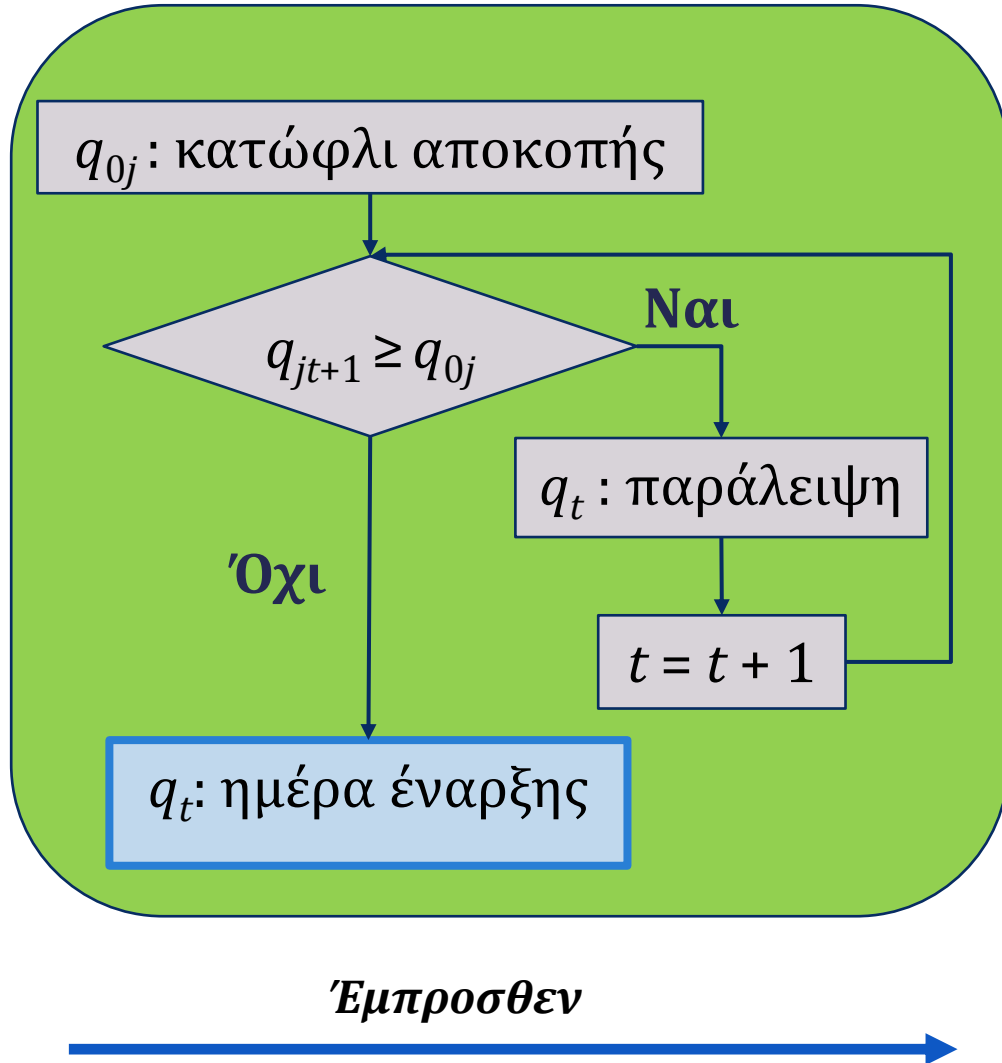 q0j : κατώφλι αποκοπής
Ναι
qjt+1 ≥ q0j
qt : παράλειψη
Όχι
t = t + 1
qt: ημέρα έναρξης
Έμπροσθεν